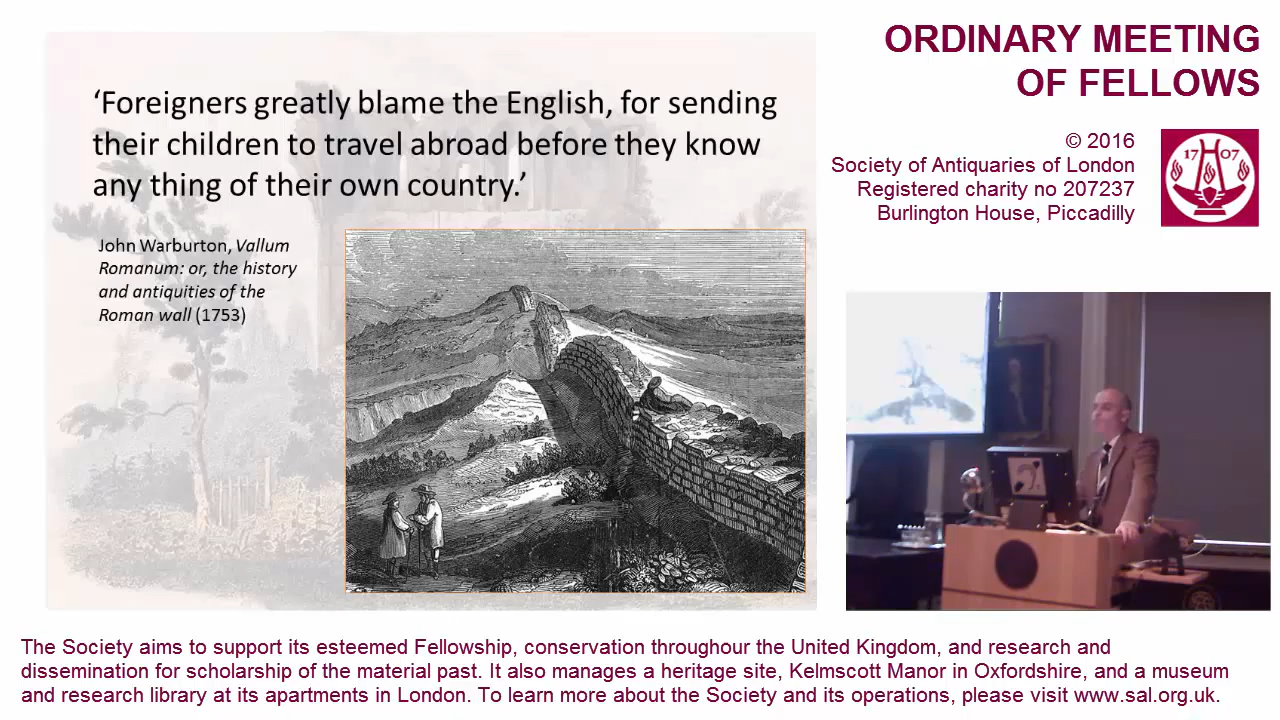 ORDINARY MEETING
OF FELLOWS
© 2016
Society of Antiquaries of London
Registered charity no 207237
Burlington House, Piccadilly
17 07
‘Foreigners greatly blame the English, for sending
their children to travel abroad before they know
any thing of their own country.’
John Warburton, Vallum
Romanum: or, the history
and antiquities of the
Roman wall (1753)
The Society aims to support its esteemed Fellowship, conservation throughour the United Kingdom, and research and
dissemination for scholarship of the material past. It also manages a heritage site, Kelmscott Manor in Oxfordshire, and a museum
and research library at its apartments in London. To learn more about the Society and its operations, please visit www.sal.org.uk.